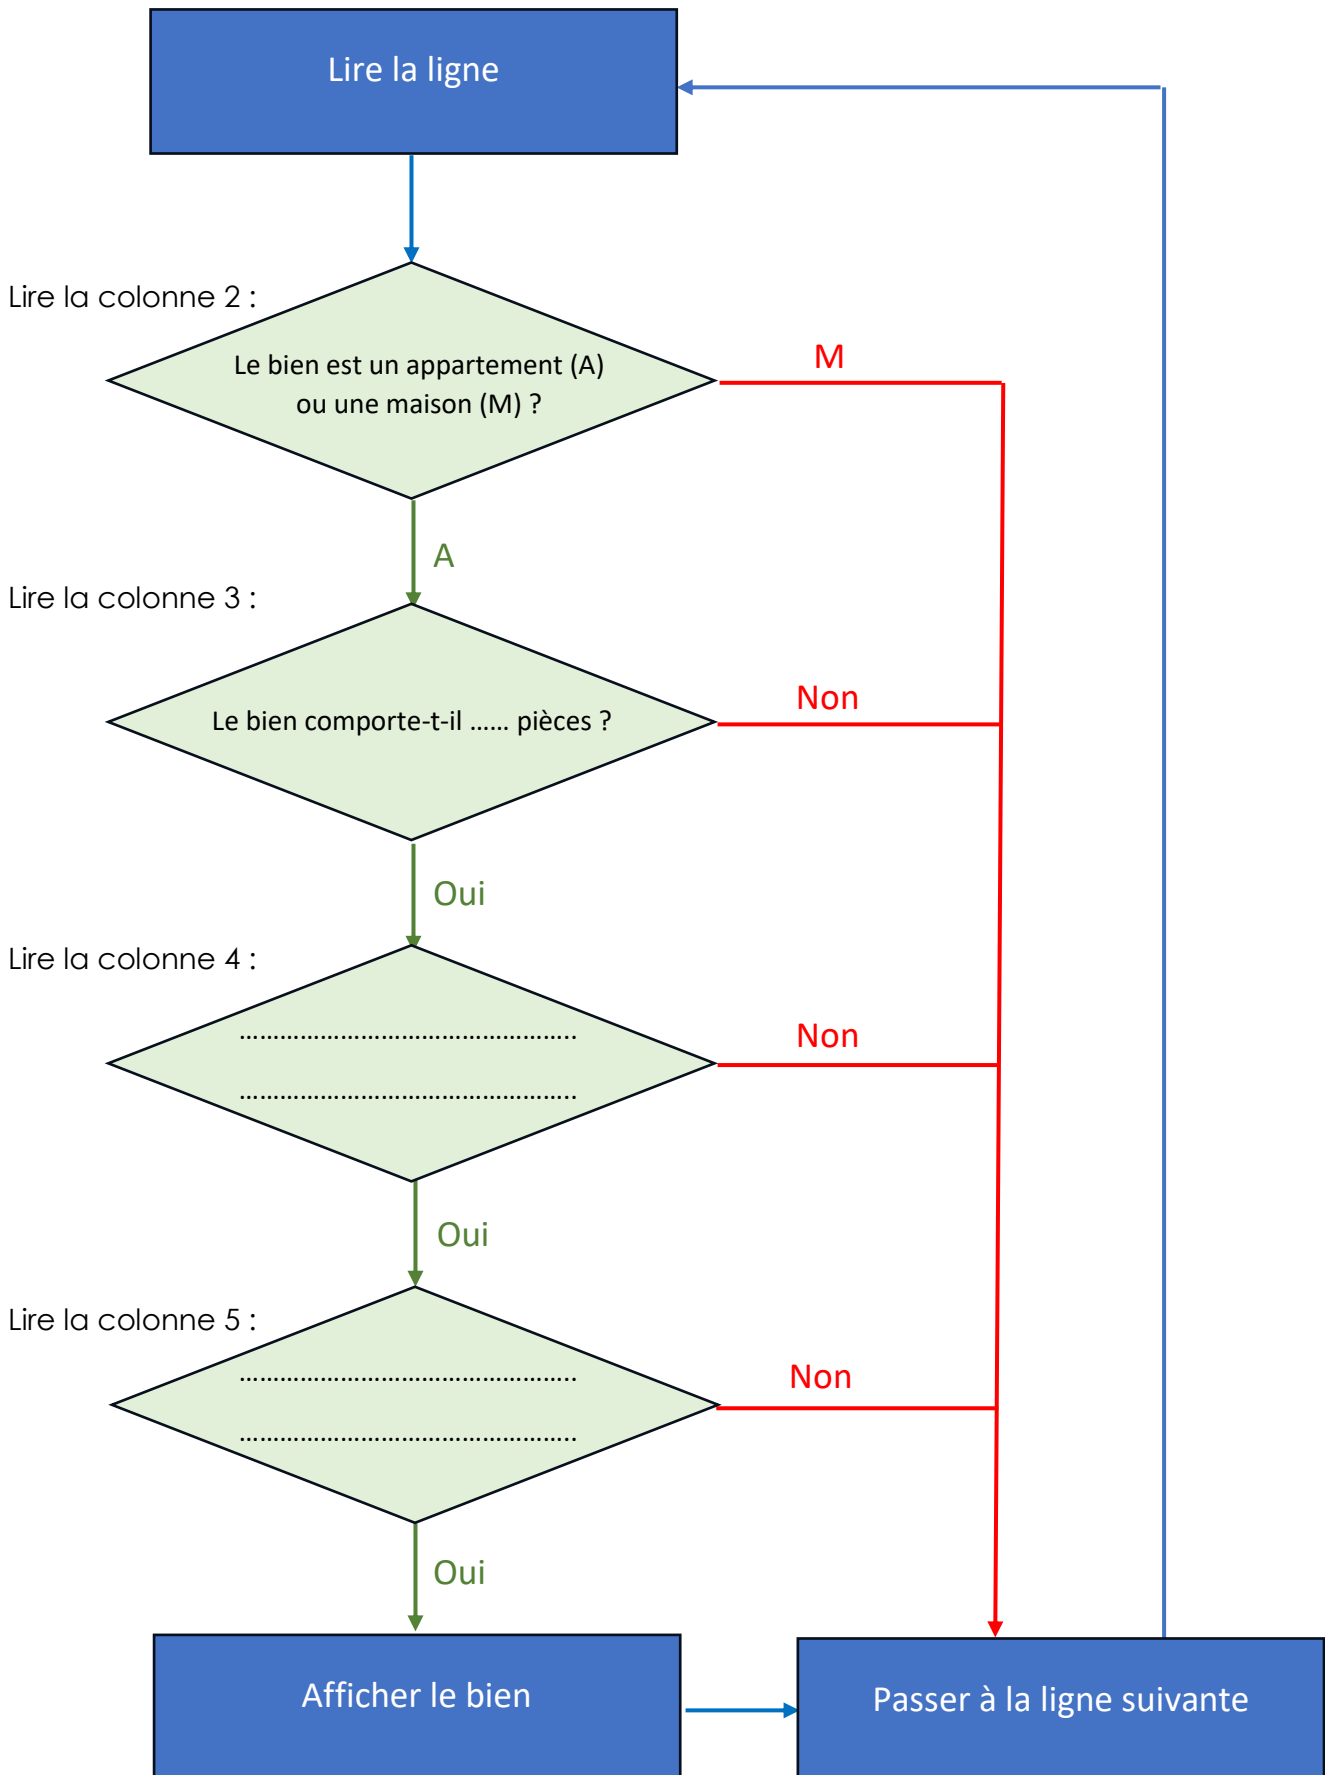 Lire la ligne
Lire la colonne 2 :
Le bien est un appartement (A)
ou une maison (M) ?
M
A
Lire la colonne 3 :
Le bien comporte-t-il ...... pièces ?
Non
Oui
Lire la colonne 4 :
………………………………………..
………………………………………..
Non
Oui
Lire la colonne 5 :
………………………………………..
………………………………………..
Non
Oui
Afficher le bien
Passer à la ligne suivante